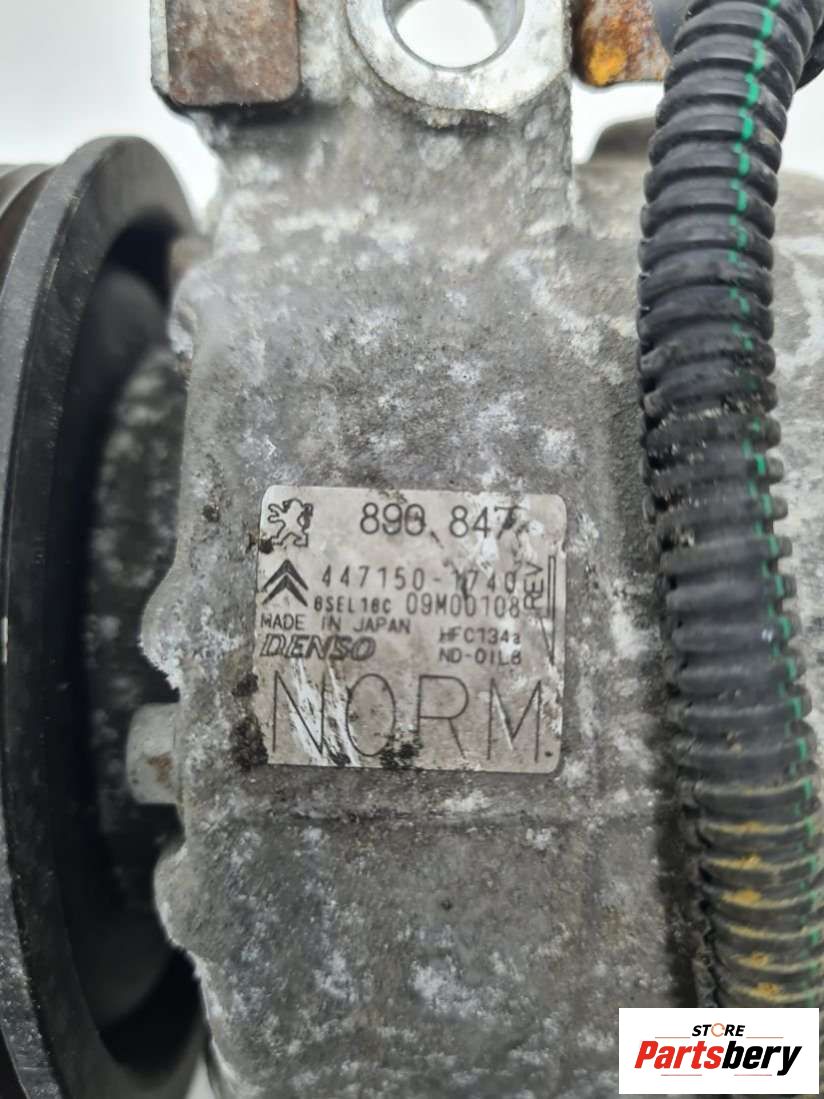 890.847
447150-1740
6SEL16C 09M00108
REV
MADE IN JAPAN HFC134a
DENSO ND-OIL8
NORM.
STORE
Partsbery